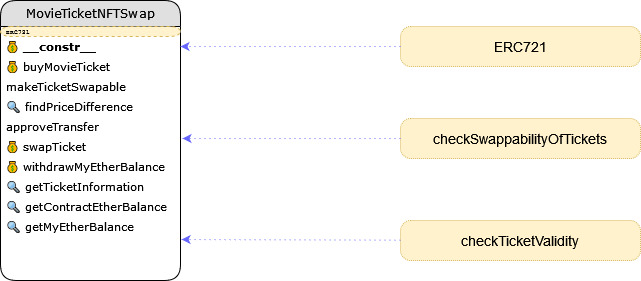 MovieTicketNFTSwap
ERC721
__constr__
buyMovieTicket
makeTicketSwapable
findPriceDifference
approveTransfer
swapTicket
withdrawMyEtherBalance
getTicketInformation
getContractEtherBalance
getMyEtherBalance
ERC721
checkSwappabilityOfTickets
checkTicketValidity